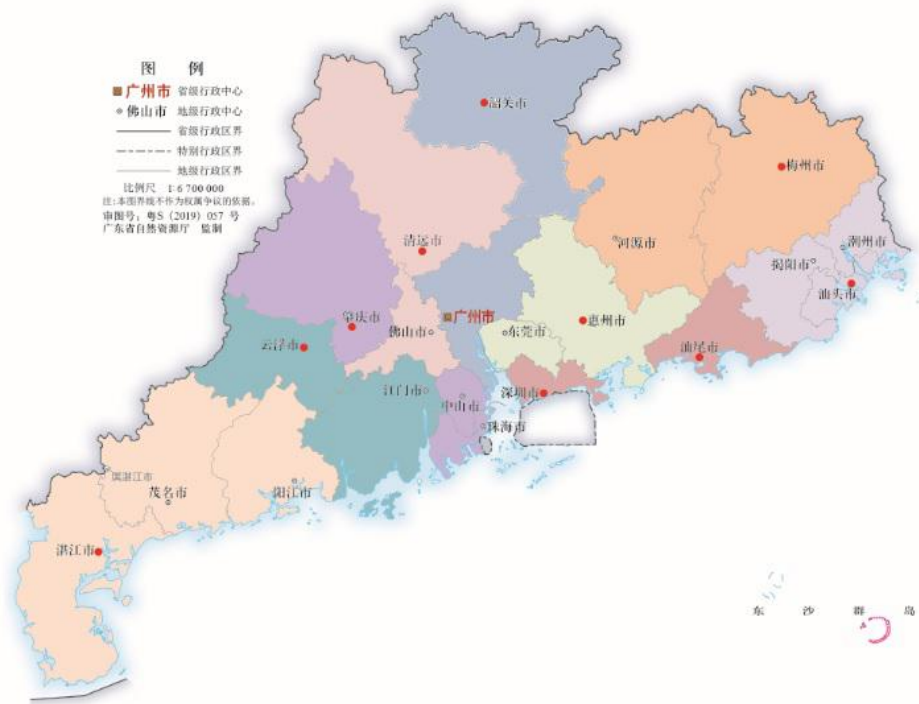 图 例
广州市 省级行政中心
佛山市 地级行政中心
省级行政区界
特别行政区界
地级行政区界
比例尺 1:6 700 000
注:本图界线不作为权属争议的依据。
审图号:粤S (2019) 057 号
广东省自然资源厅 监制
韶关市
梅州市
清远市
河源市
潮州市
揭阳市
汕头市
肇庆市
佛山市
广州市
东莞市
惠州市
云浮市
汕尾市
江门市
中山市
深圳市
珠海市
属湛江市
茂名市
阳江市
湛江市
东 沙 群 岛